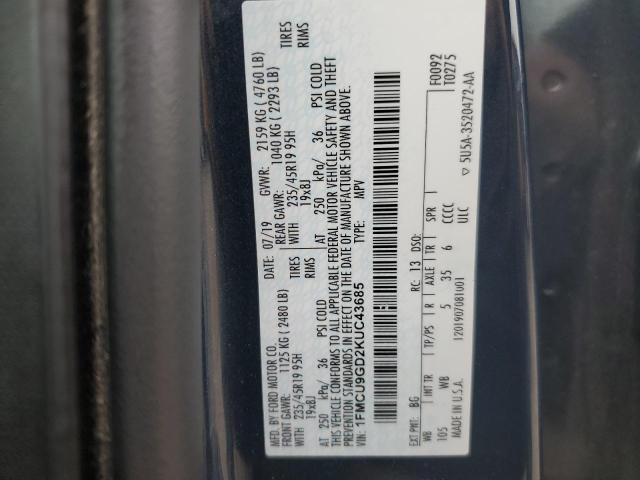 MFD. BY FORD MOTOR CO.
DATE: 07/19 GVWR: 2159 KG ( 4760 LB)
FRONT GAWR: 1125 KG ( 2480 LB) REAR GAWR: 1040 KG ( 2293 LB)
WITH 235/45R19 95H TIRES WITH 235/45R19 95H TIRES
19x8J RIMS 19x8J RIMS
AT 250 kPa/ 36 PSI COLD AT 250 kPa/ 36 PSI COLD
THIS VEHICLE CONFORMS TO ALL APPLICABLE FEDERAL MOTOR VEHICLE SAFETY AND THEFT
PREVENTION STANDARDS IN EFFECT ON THE DATE OF MANUFACTURE SHOWN ABOVE.
VIN: 1FMCU9GD2KUC43685 TYPE: MPV
F0092
T0275
EXT PNT: BG RC: 13 DSO:
WB INT TR TP/PS R AXLE TR SPR
105 WB 5 35 6 CCCC
ULC
MADE IN U.S.A. 1201907081U01 ▽ 5U5A-3520472-AA